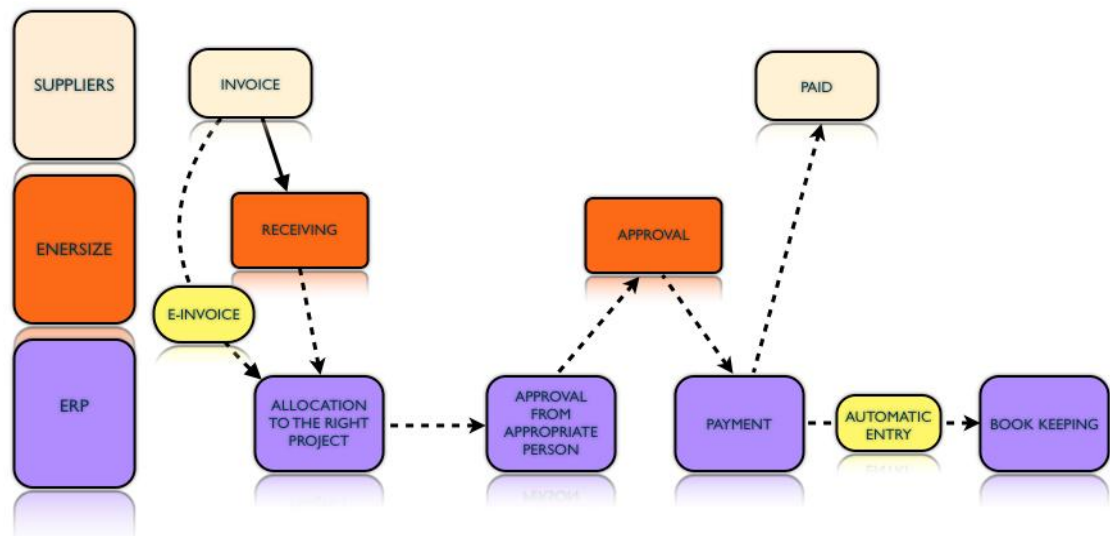 SUPPLIERS
INVOICE
PAID
ENERSIZE
RECEIVING
APPROVAL
E-INVOICE
ERP
ALLOCATION
TO THE RIGHT
PROJECT
APPROVAL
FROM
APPROPRIATE
PERSON
PAYMENT
AUTOMATIC
ENTRY
BOOK KEEPING